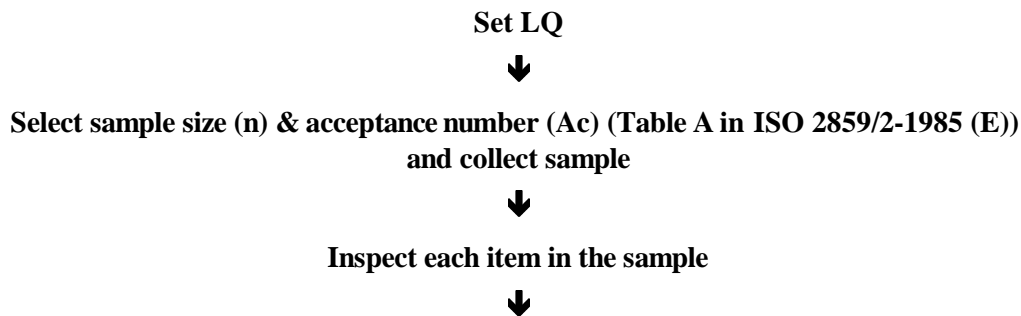 Set LQ
🡻
Select sample size (n) & acceptance number (Ac) (Table A in ISO 2859/2-1985 (E))
and collect sample
🡻
Inspect each item in the sample
🡻